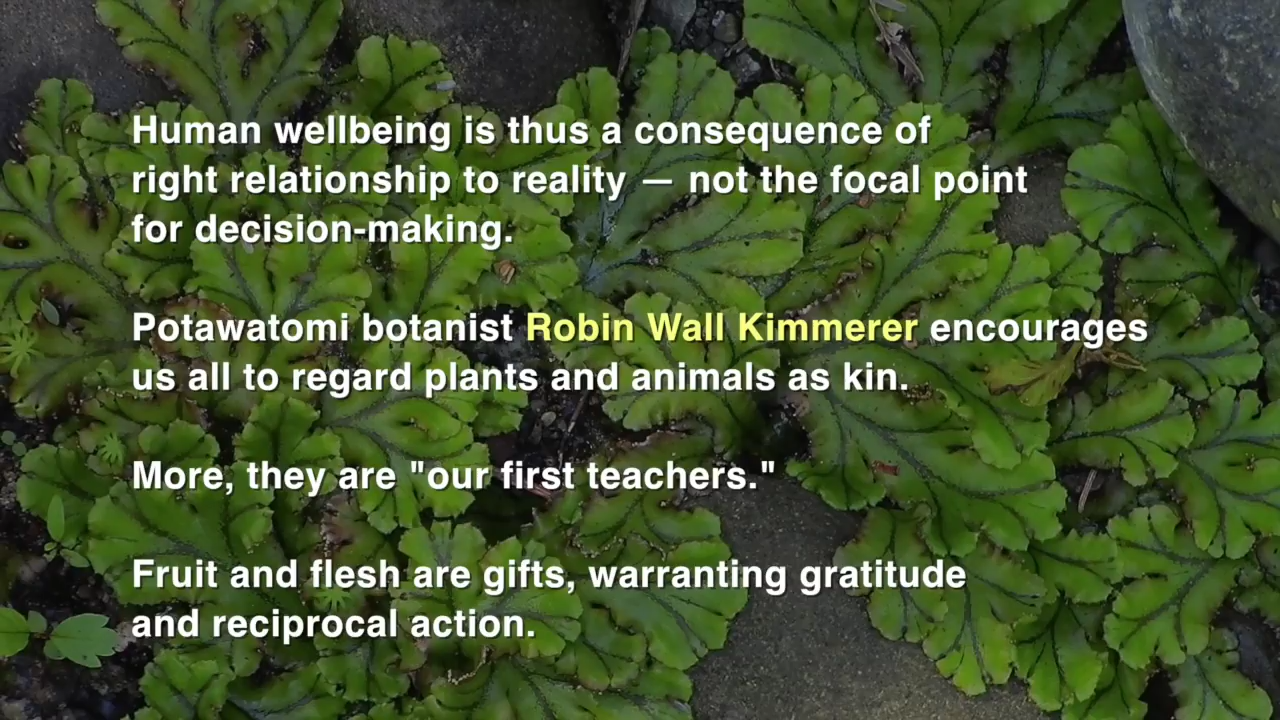 Human wellbeing is thus a consequence of
right relationship to reality — not the focal point
for decision-making.
Potawatomi botanist Robin Wall Kimmerer encourages
us all to regard plants and animals as kin.
More, they are "our first teachers."
Fruit and flesh are gifts, warranting gratitude
and reciprocal action.